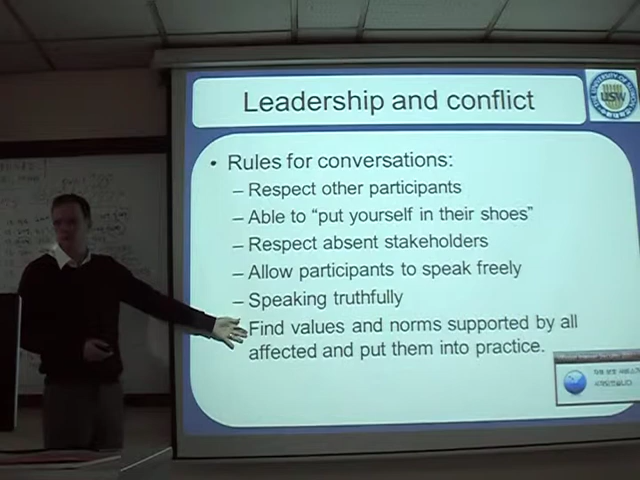 Leadership and conflict
USW
• Rules for conversations:
– Respect other participants
– Able to “put yourself in their shoes”
– Respect absent stakeholders
– Allow participants to speak freely
– Speaking truthfully
Find values and norms supported by all
affected and put them into practice.